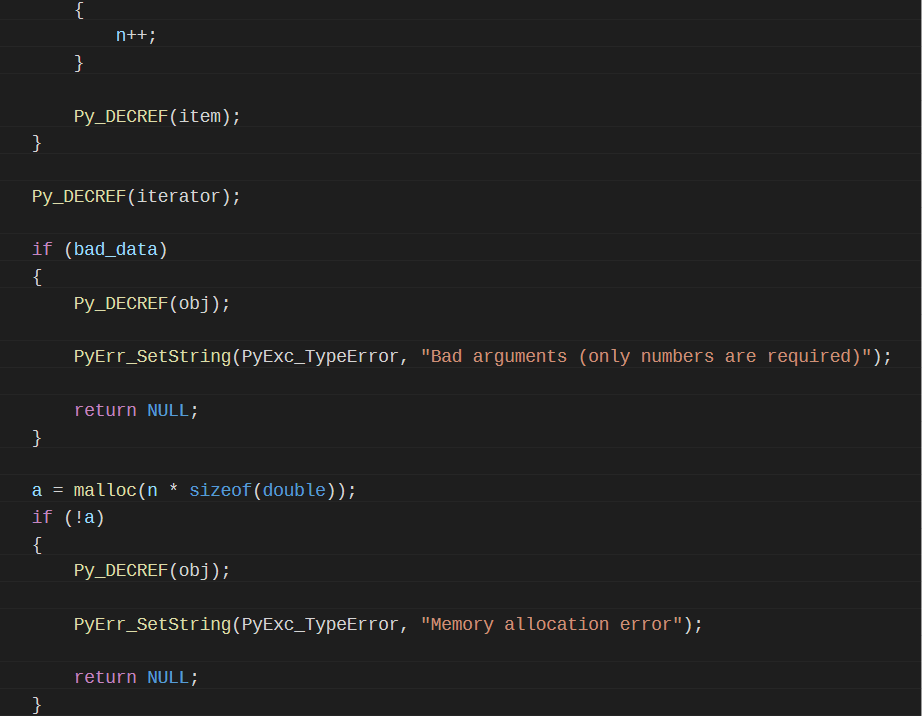 {
n++;
}
Py_DECREF(item);
}
Py_DECREF(iterator);
if (bad_data)
{
Py_DECREF(obj);
PyErr_SetString(PyExc_TypeError, "Bad arguments (only numbers are required)");
return NULL;
}
a = malloc(n * sizeof(double));
if (!a)
{
Py_DECREF(obj);
PyErr_SetString(PyExc_TypeError, "Memory allocation error");
return NULL;
}